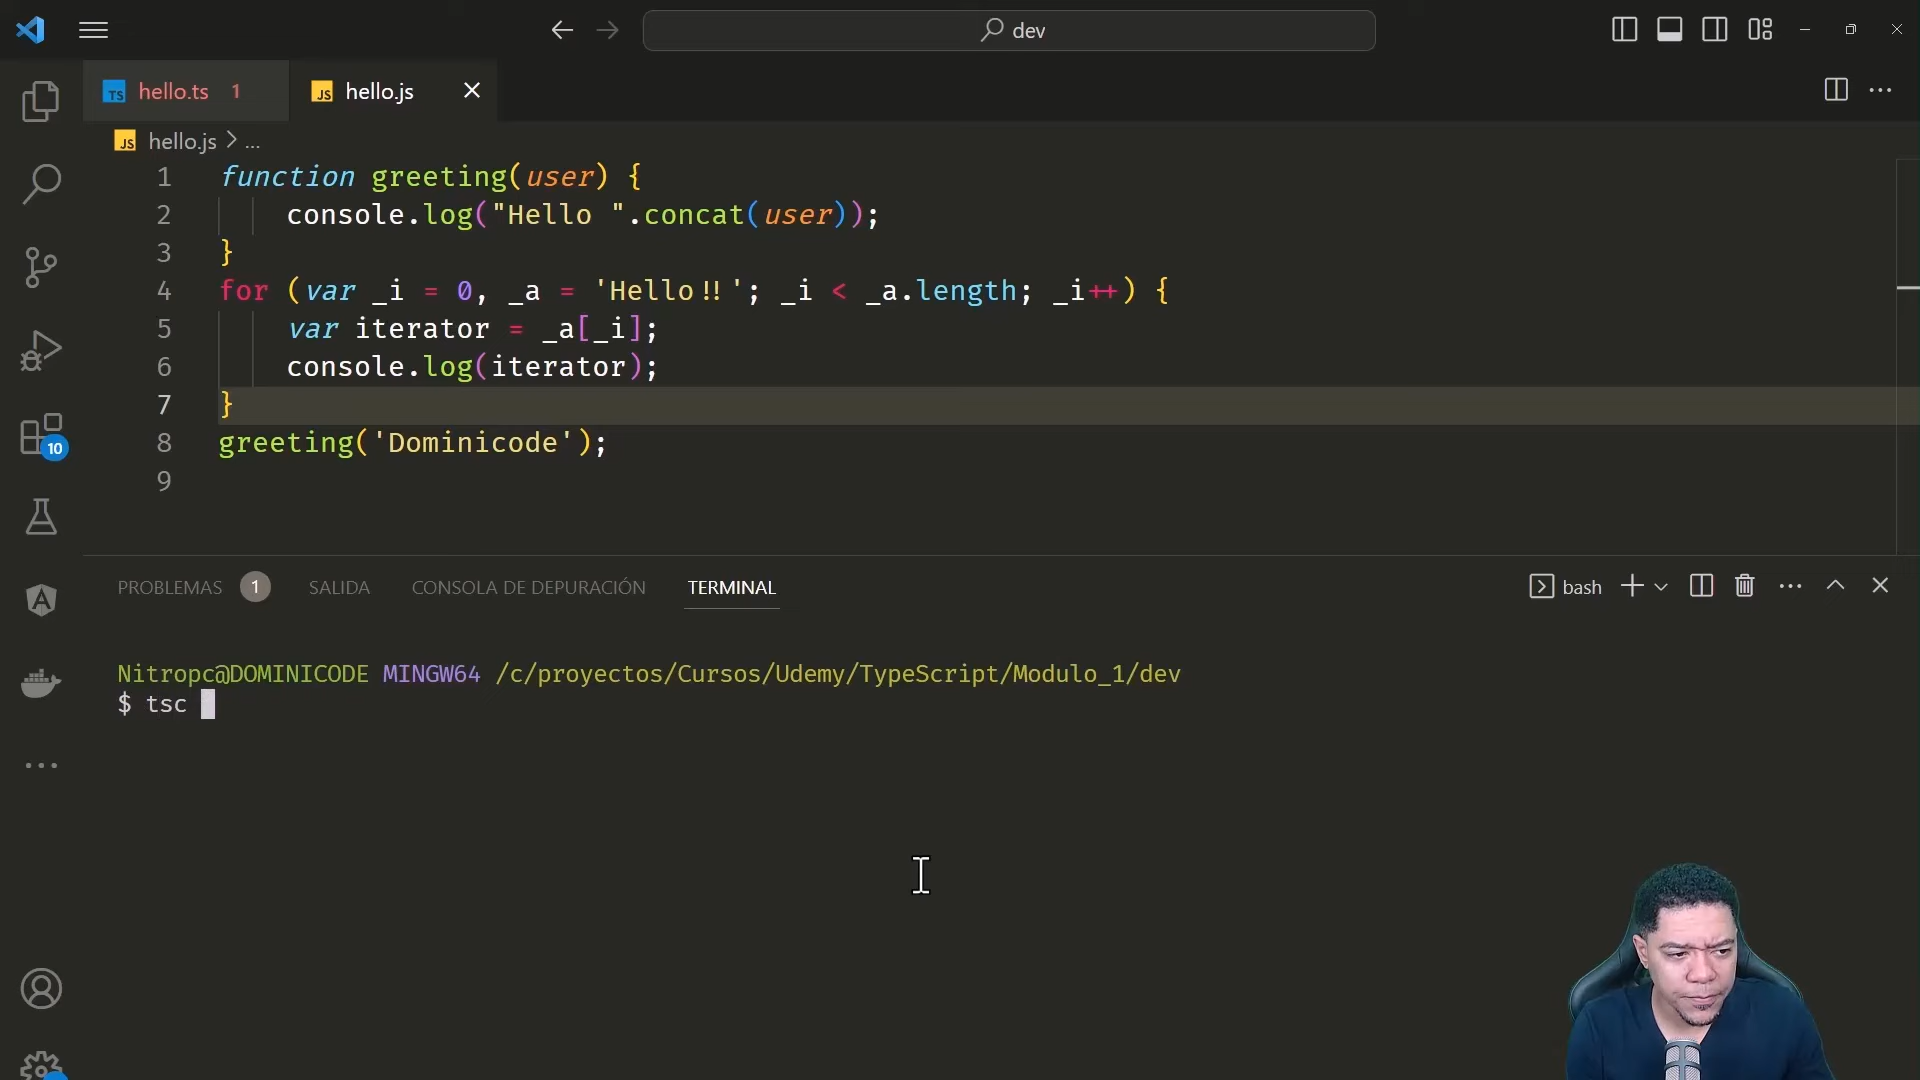 dev
TS hello.ts 1
JS hello.js
JS hello.js > ...
1 function greeting(user) {
2 console.log("Hello ".concat(user));
3 }
4 for (var _i = 0, _a = 'Hello!!'; _i < _a.length; _i++) {
5 var iterator = _a[_i];
6 console.log(iterator);
7 }
8 greeting('Dominicode');
9
10
PROBLEMAS 1 SALIDA CONSOLA DE DEPURACIÓN TERMINAL bash
Nitropc@DOMINICODE MINGW64 /c/proyectos/Cursos/Udemy/TypeScript/Modulo_1/dev
$ tsc